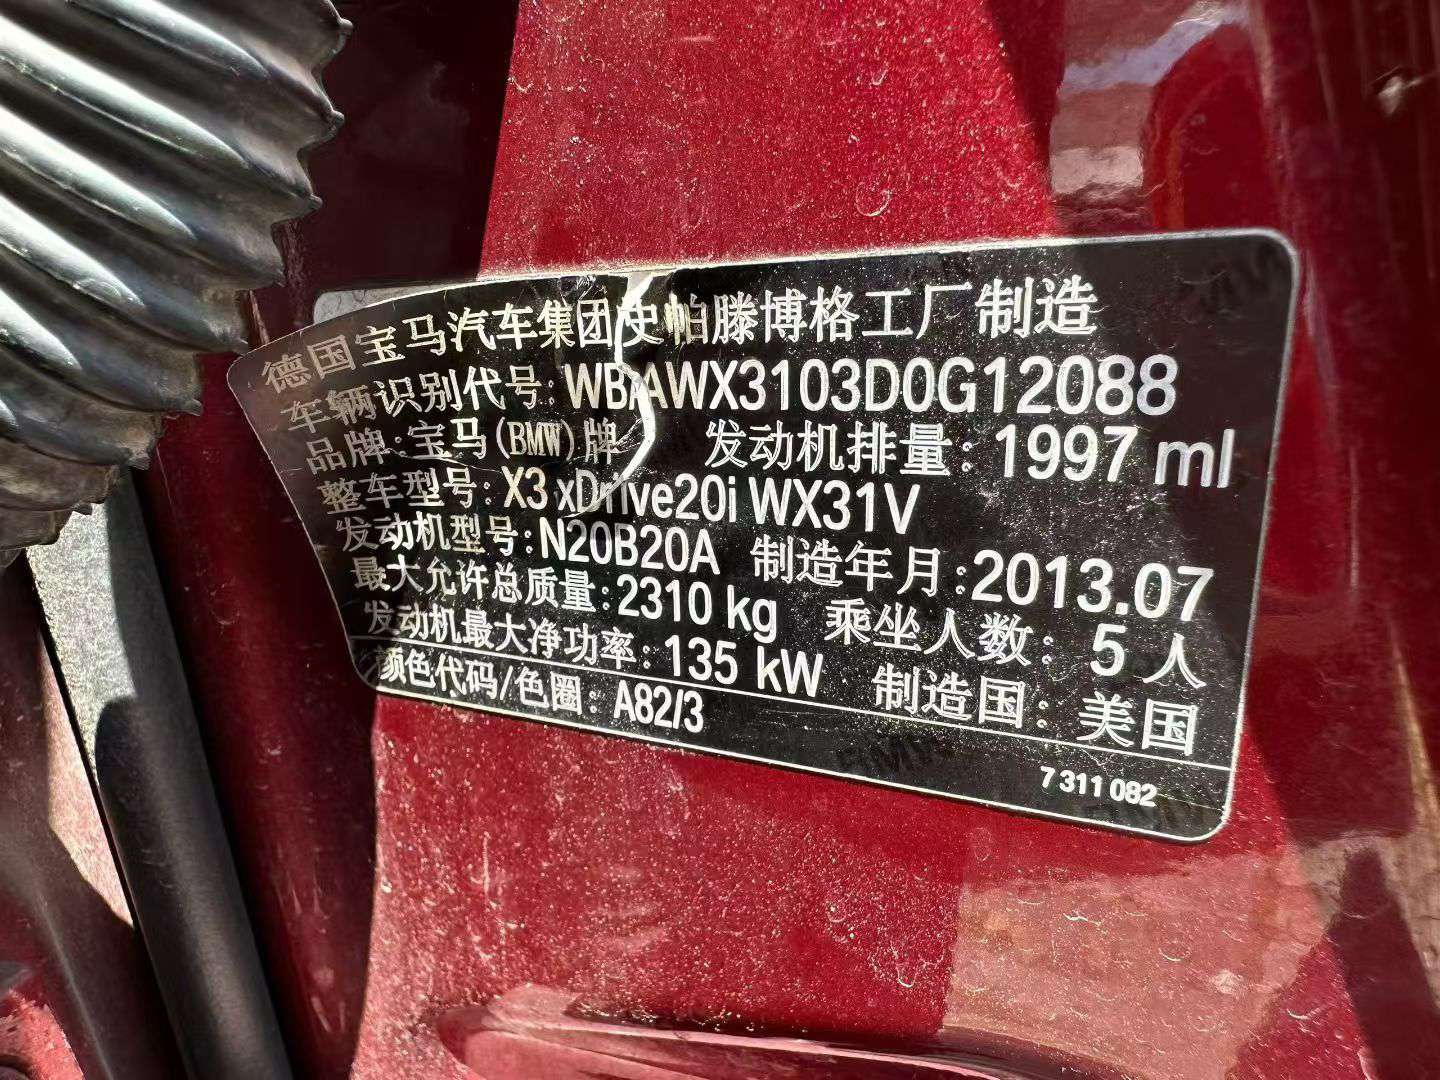 德国宝马汽车集团史帕滕博格工厂制造
车辆识别代号: WBAWX3103D0G12088
品牌:宝马(BMW)牌 发动机排量: 1997 ml
整车型号: X3 xDrive20i WX31V
发动机型号: N20B20A 制造年月:2013.07
最大允许总质量: 2310 kg 乘坐人数: 5 人
发动机最大净功率: 135 kW 制造国: 美国
颜色代码/色圈: A82/3
7 311 082